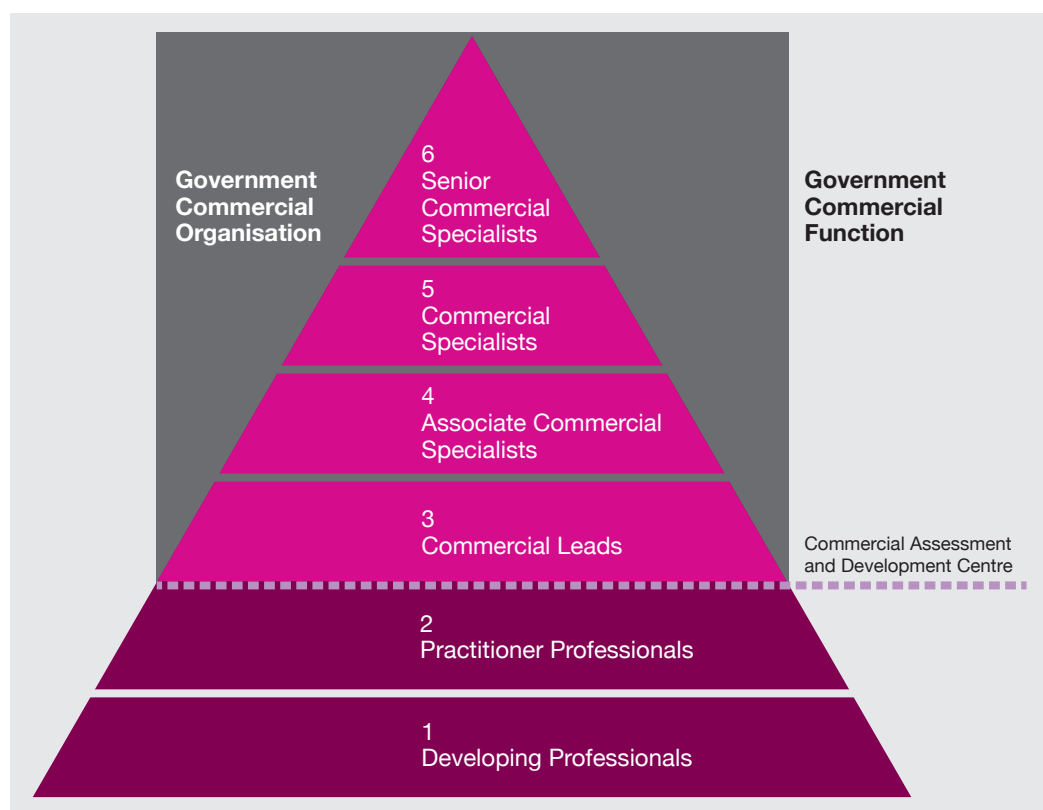 6
Senior
Commercial
Specialists
Government
Commercial
Organisation
Government
Commercial
Function
5
Commercial
Specialists
4
Associate Commercial
Specialists
3
Commercial Leads
Commercial Assessment
and Development Centre
2
Practitioner Professionals
1
Developing Professionals